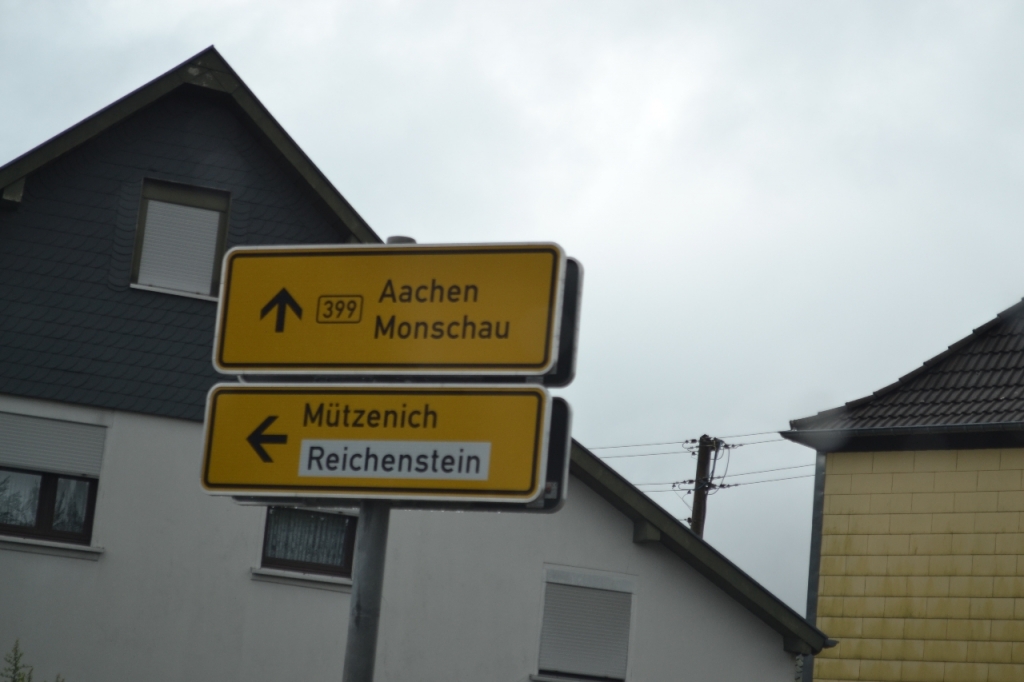 399
Aachen
Monschau
Mützenich
Reichenstein